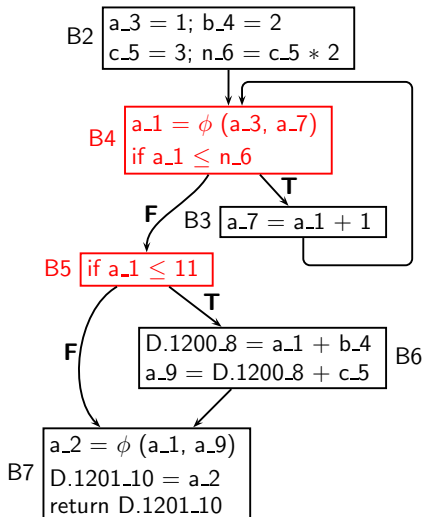 B2
a_3 = 1; b_4 = 2
c_5 = 3; n_6 = c_5 * 2
B4
a_1 = ϕ (a_3, a_7)
if a_1 ≤ n_6
F
T
B3
a_7 = a_1 + 1
B5
if a_1 ≤ 11
F
T
D.1200_8 = a_1 + b_4
a_9 = D.1200_8 + c_5
B6
B7
a_2 = ϕ (a_1, a_9)
D.1201_10 = a_2
return D.1201_10